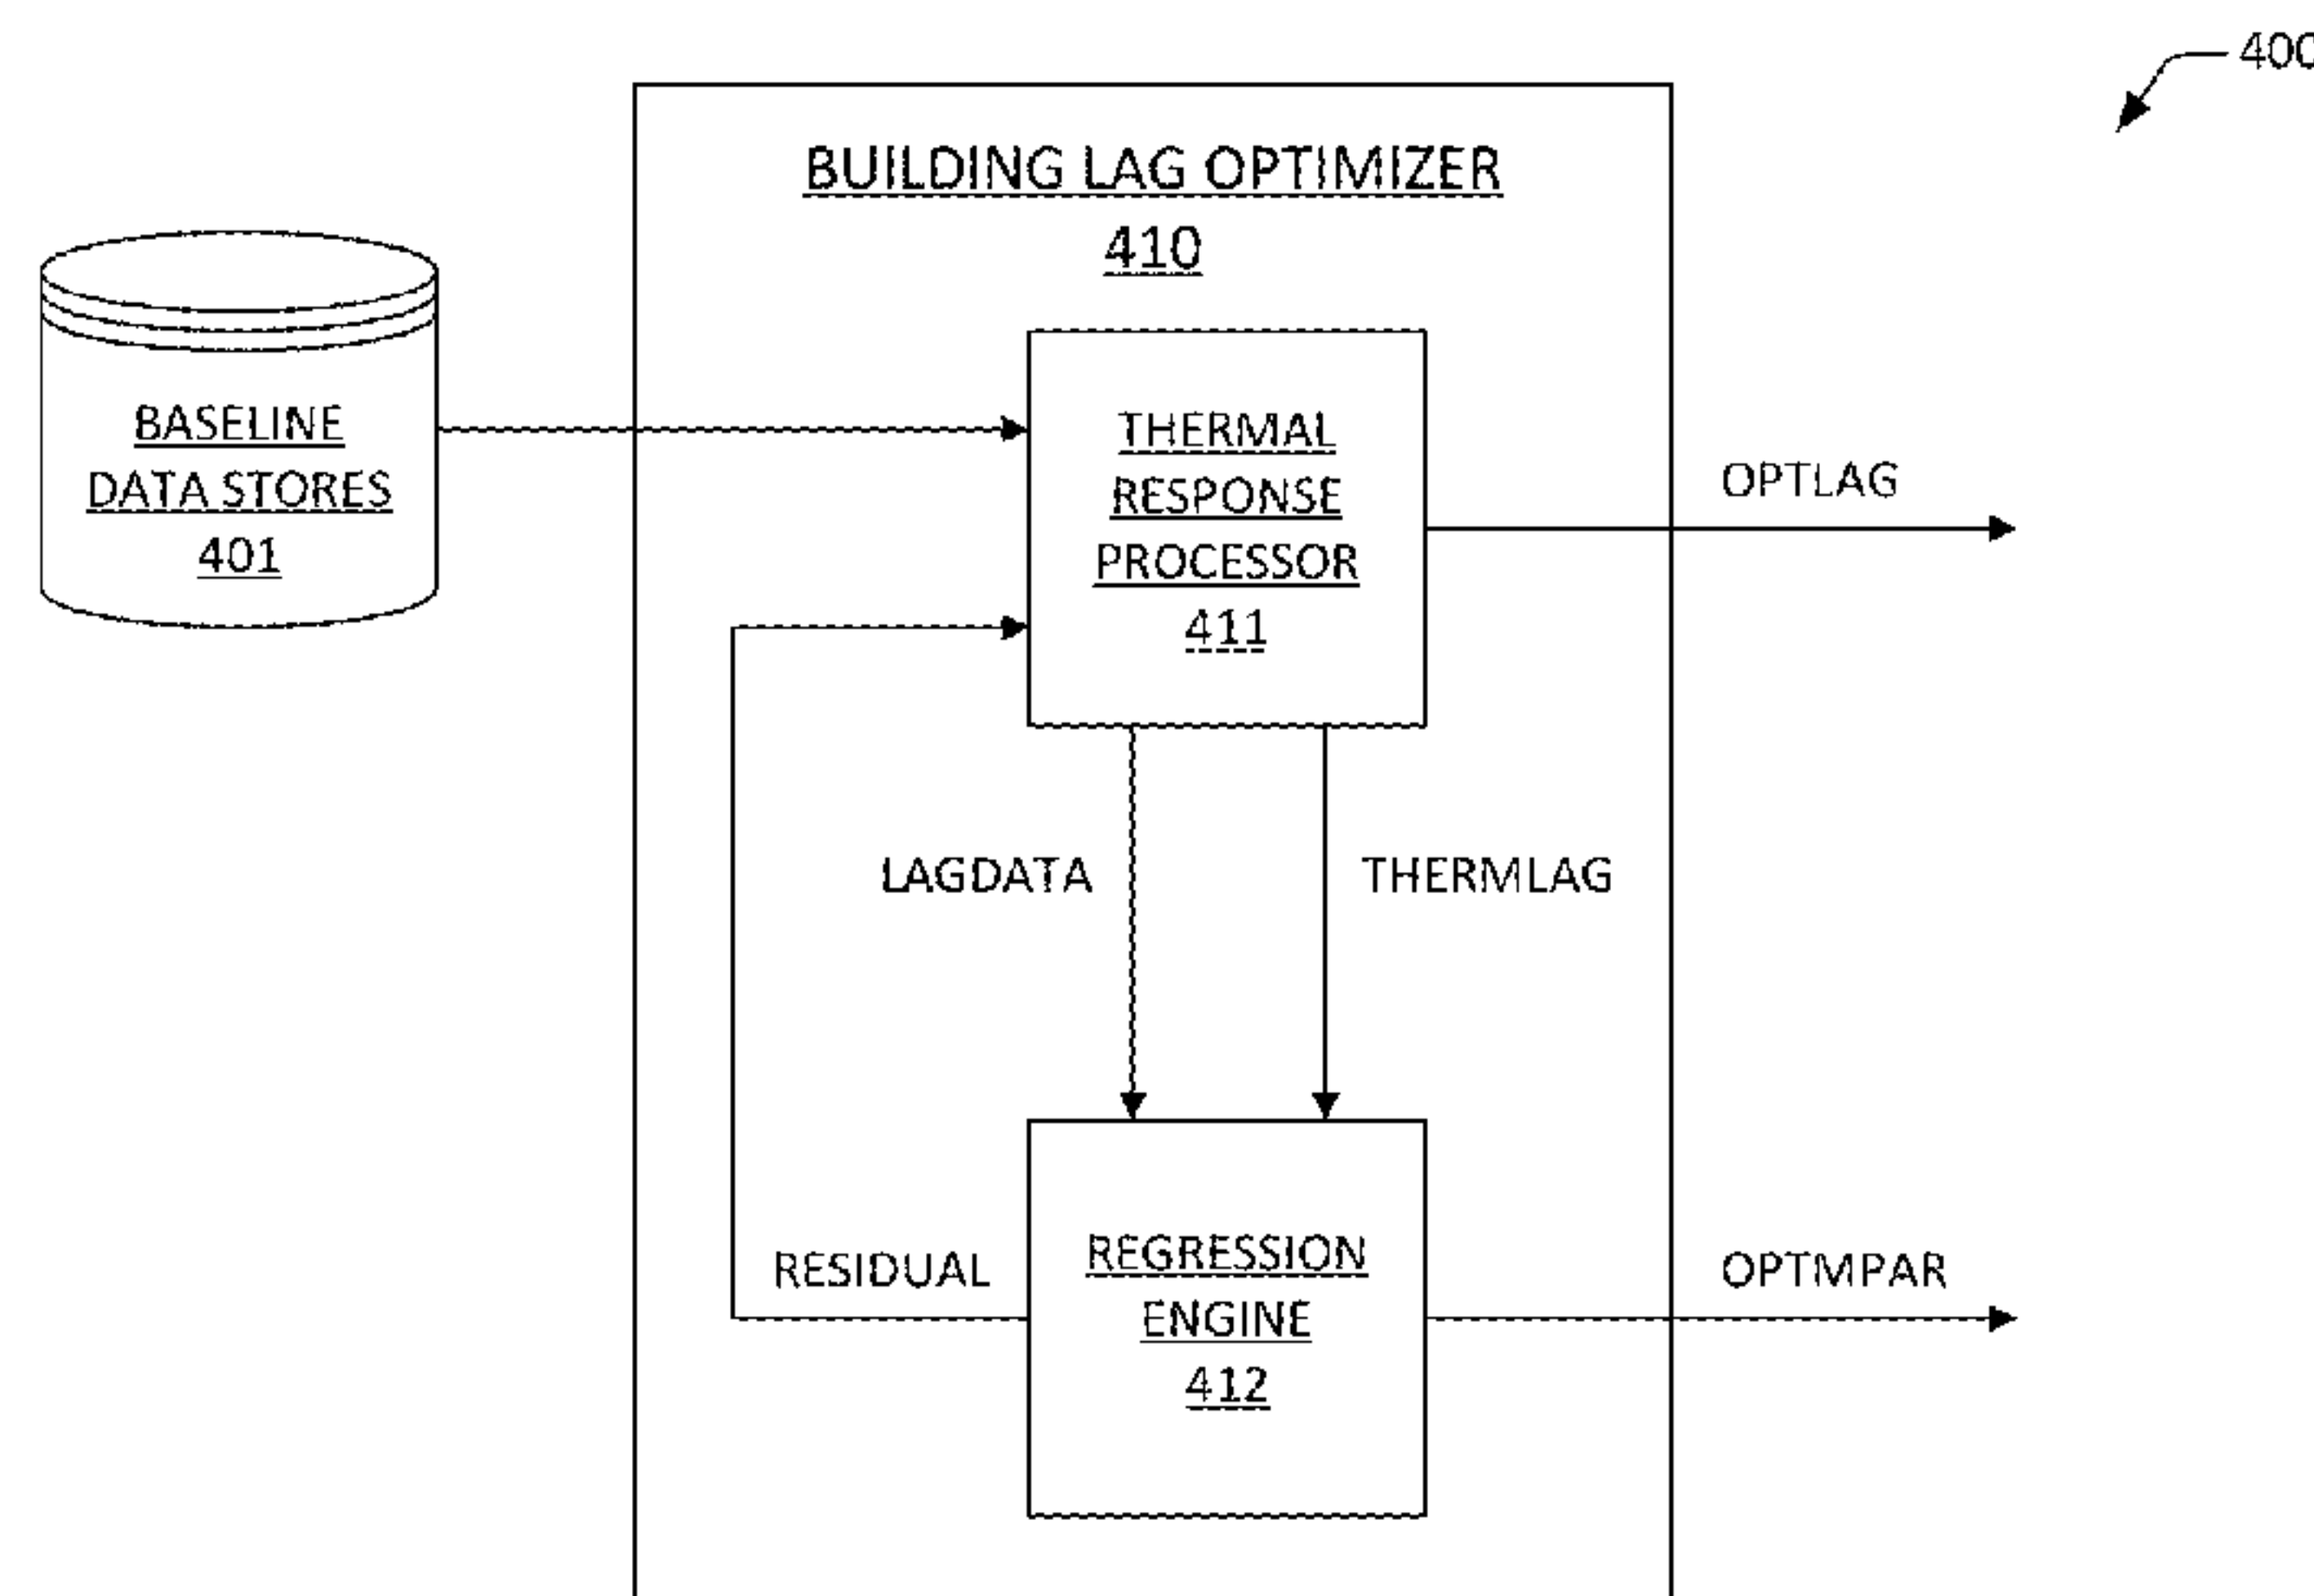 400
BUILDING LAG OPTIMIZER
410
BASELINE
DATA STORES
401
THERMAL
RESPONSE
PROCESSOR
411
OPTLAG
LAGDATA
THERMLAG
RESIDUAL
REGRESSION
ENGINE
412
OPTMPAR